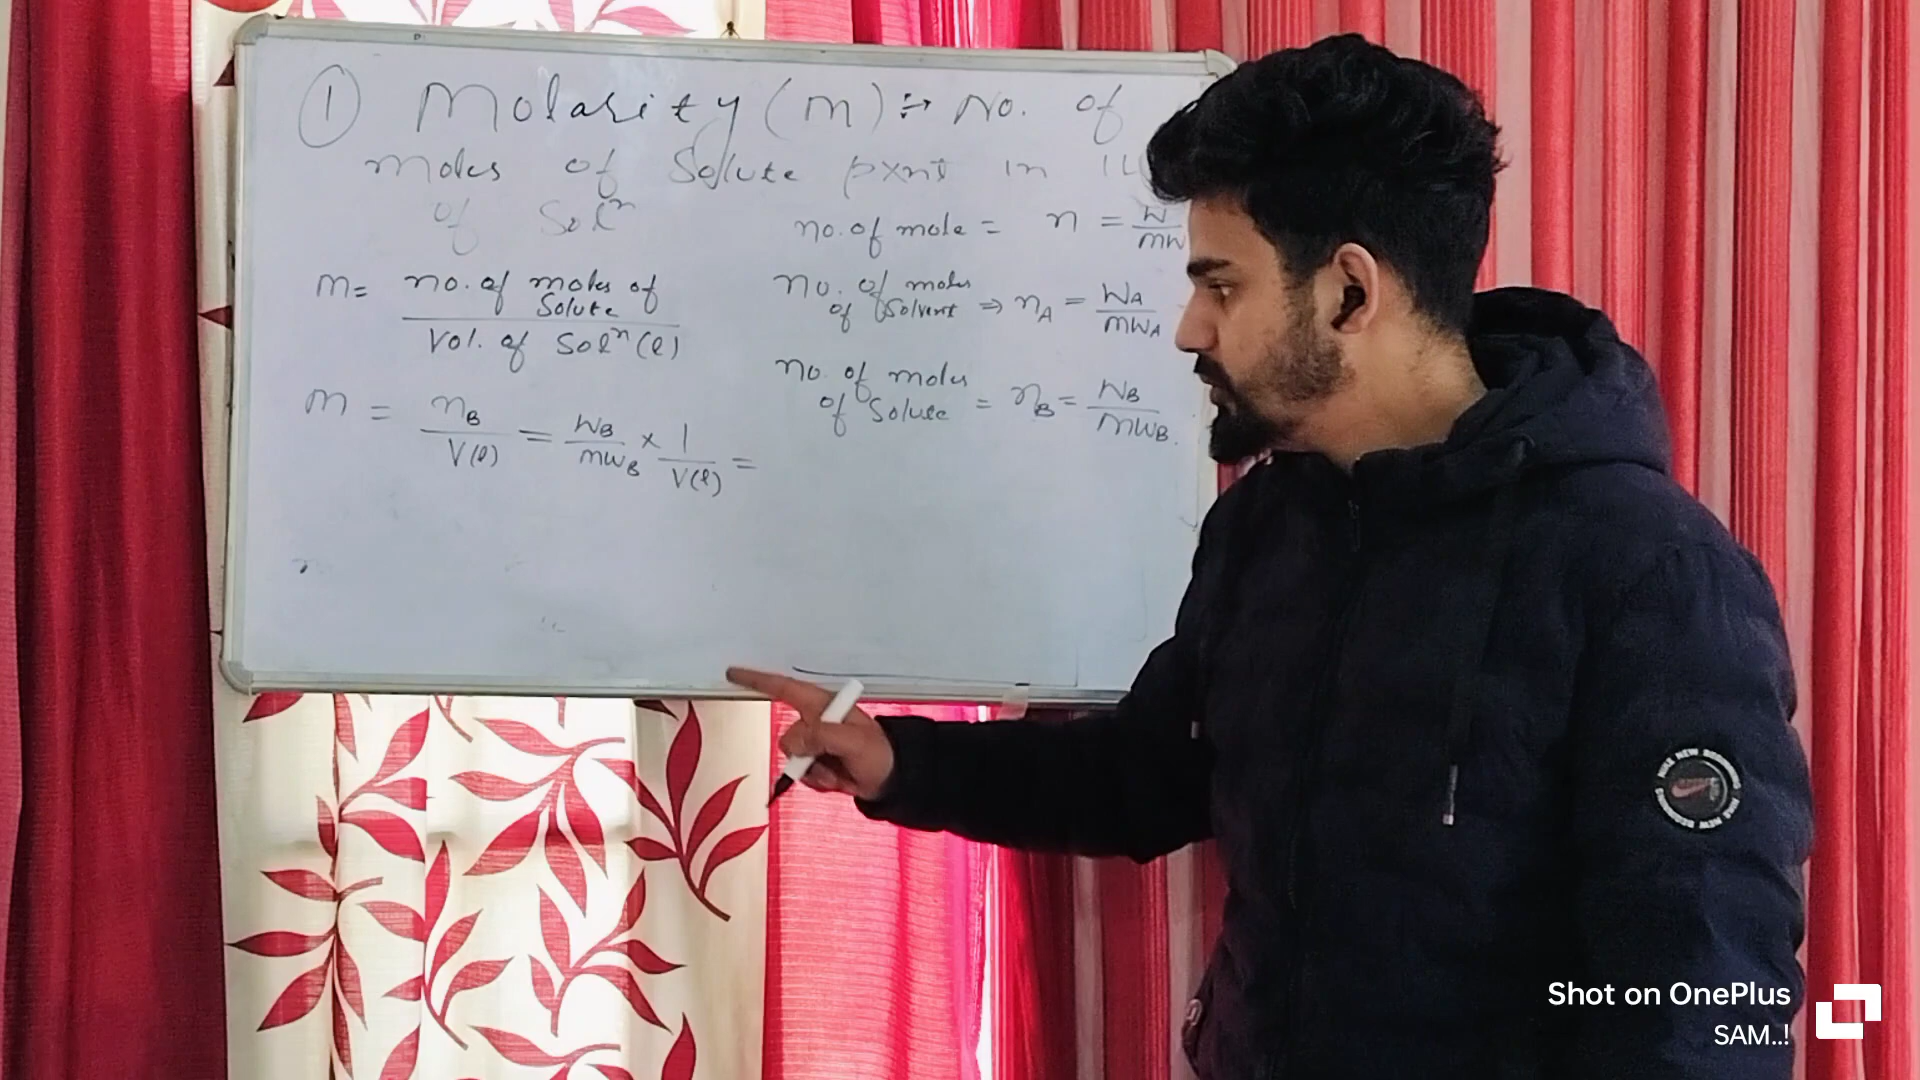 ① Molarity (M) :→ No. of
moles of Solute pxnt in 1L
of Solⁿ
M = no. of moles of Solute / Vol. of Solⁿ (l)
M = nB / V(l) = WB / MWB × 1 / V(l) =
no. of mole = n = W / MW
no. of moles
of Solvent ⇒ nA = WA / MWA
no. of moles
of Solute = nB = WB / MWB.
Shot on OnePlus
SAM..!